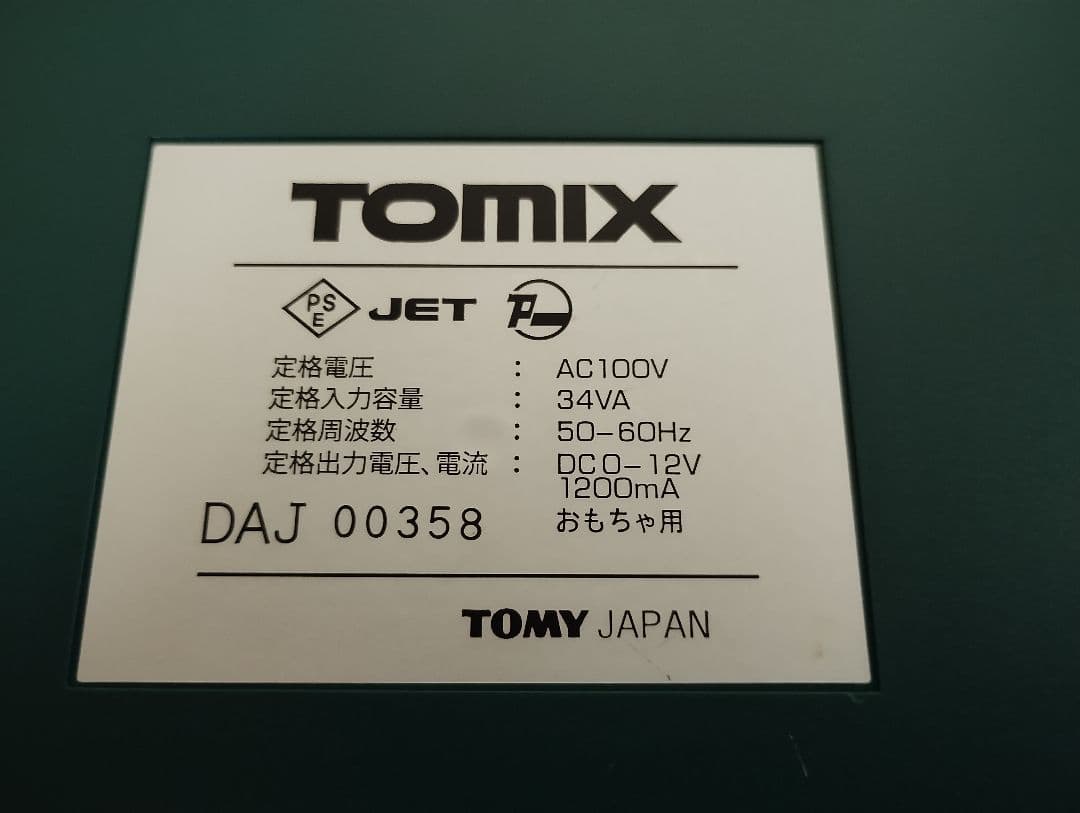 TOMIX
PSE JET P
定格電圧 : AC100V
定格入力容量 : 34VA
定格周波数 : 50-60Hz
定格出力電圧、電流 : DC0-12V
1200mA
DAJ 00358 おもちゃ用
TOMY JAPAN